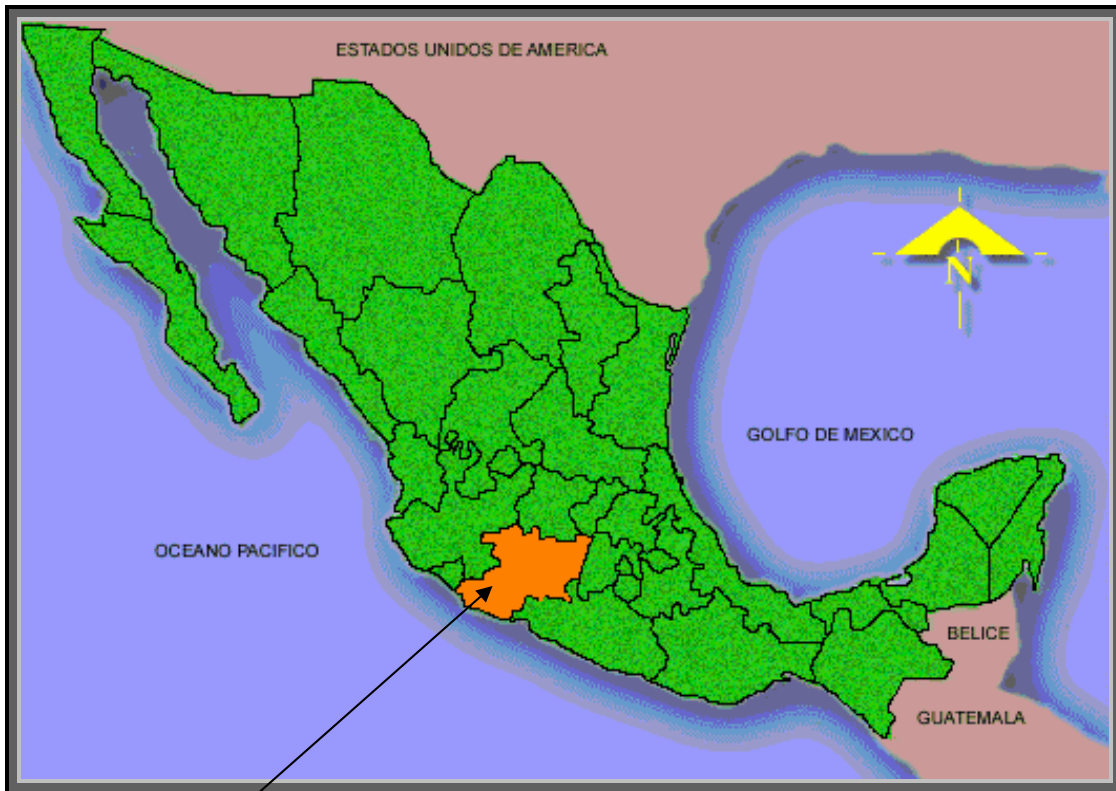 ESTADOS UNIDOS DE AMERICA
N
GOLFO DE MEXICO
OCEANO PACIFICO
BELICE
GUATEMALA